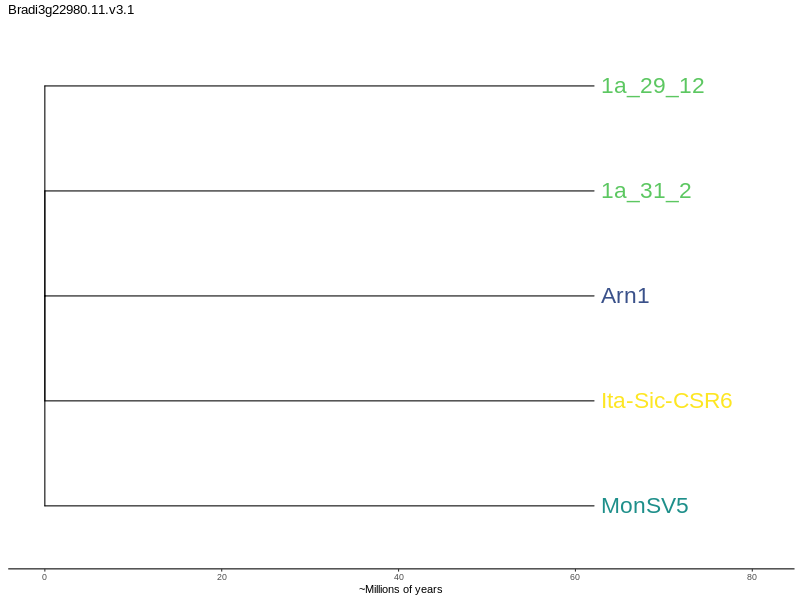 Bradi3g22980.11.v3.1
1a_29_12
1a_31_2
Arn1
Ita-Sic-CSR6
MonSV5
0 20 40 60 80
~Millions of years